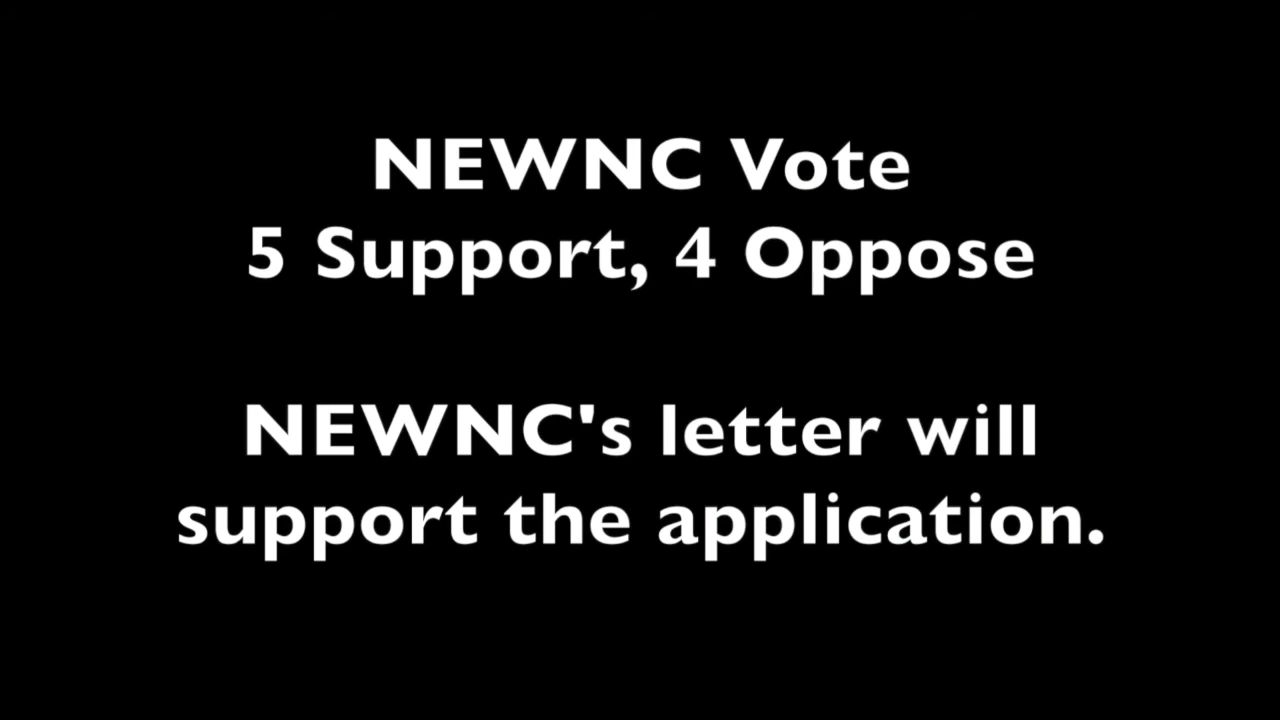 NEWNC Vote
5 Support, 4 Oppose
NEWNC's letter will
support the application.